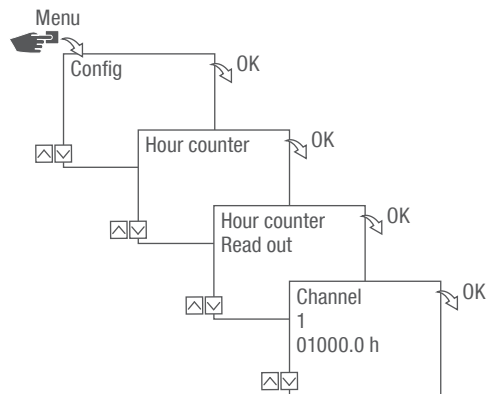 Menu
Config
OK
Hour counter
OK
Hour counter
Read out
OK
Channel
1
01000.0 h
OK